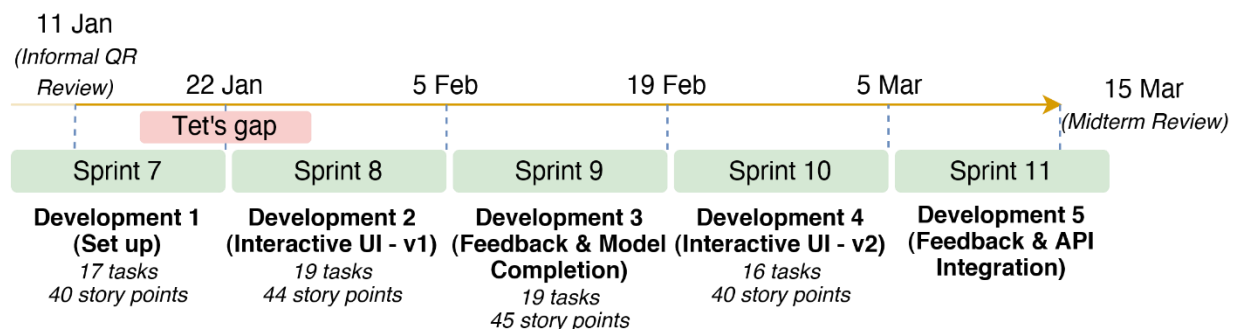 11 Jan
(Informal QR
Review)
22 Jan
5 Feb
19 Feb
5 Mar
15 Mar
(Midterm Review)
Tet's gap
Sprint 7
Sprint 8
Sprint 9
Sprint 10
Sprint 11
Development 1
(Set up)
17 tasks
40 story points
Development 2
(Interactive UI - v1)
19 tasks
44 story points
Development 3
(Feedback & Model
Completion)
19 tasks
45 story points
Development 4
(Interactive UI - v2)
16 tasks
40 story points
Development 5
(Feedback & API
Integration)